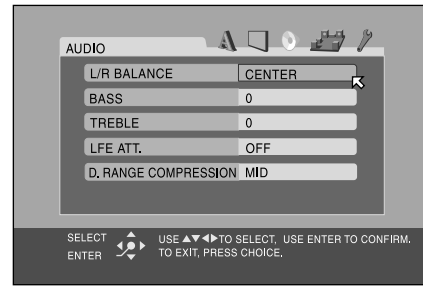 AUDIO
L/R BALANCE CENTER
BASS 0
TREBLE 0
LFE ATT. OFF
D. RANGE COMPRESSION MID
SELECT
ENTER
USE ▲▼◀▶TO SELECT, USE ENTER TO CONFIRM.
TO EXIT, PRESS CHOICE.